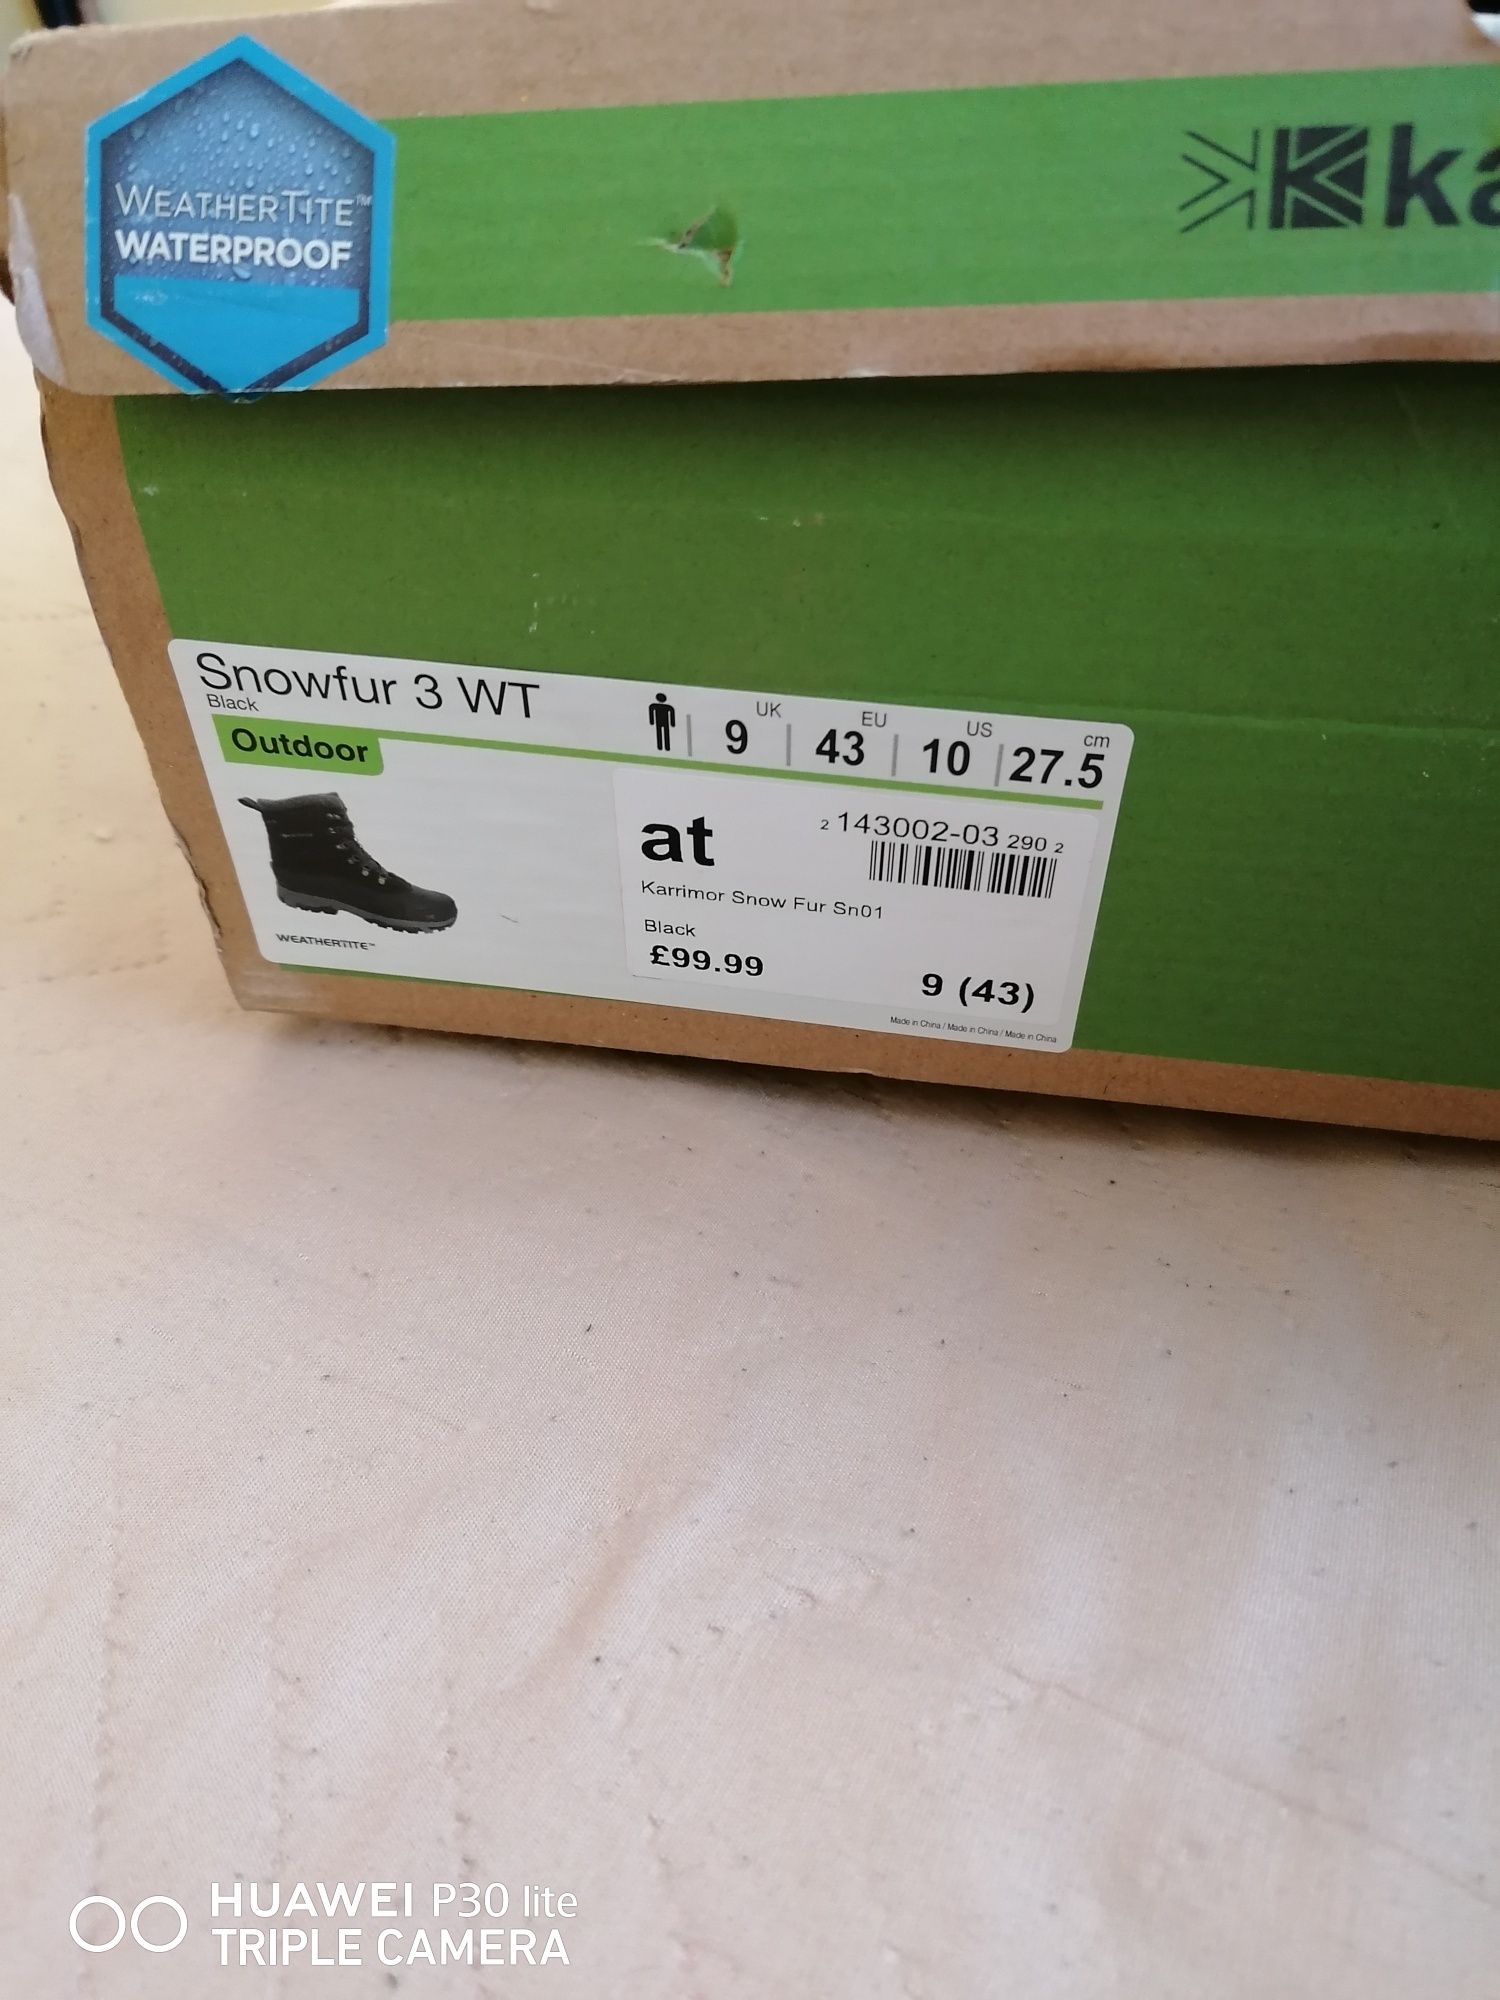 WEATHERTITE™
WATERPROOF
ka
Snowfur 3 WT
Black
Outdoor
UK EU US cm
9 43 10 27.5
at
2 143002-03 290 2
Karrimor Snow Fur Sn01
Black
£99.99
9 (43)
WEATHERTITE™
Made in China / Made in China / Made in China
HUAWEI P30 lite
TRIPLE CAMERA